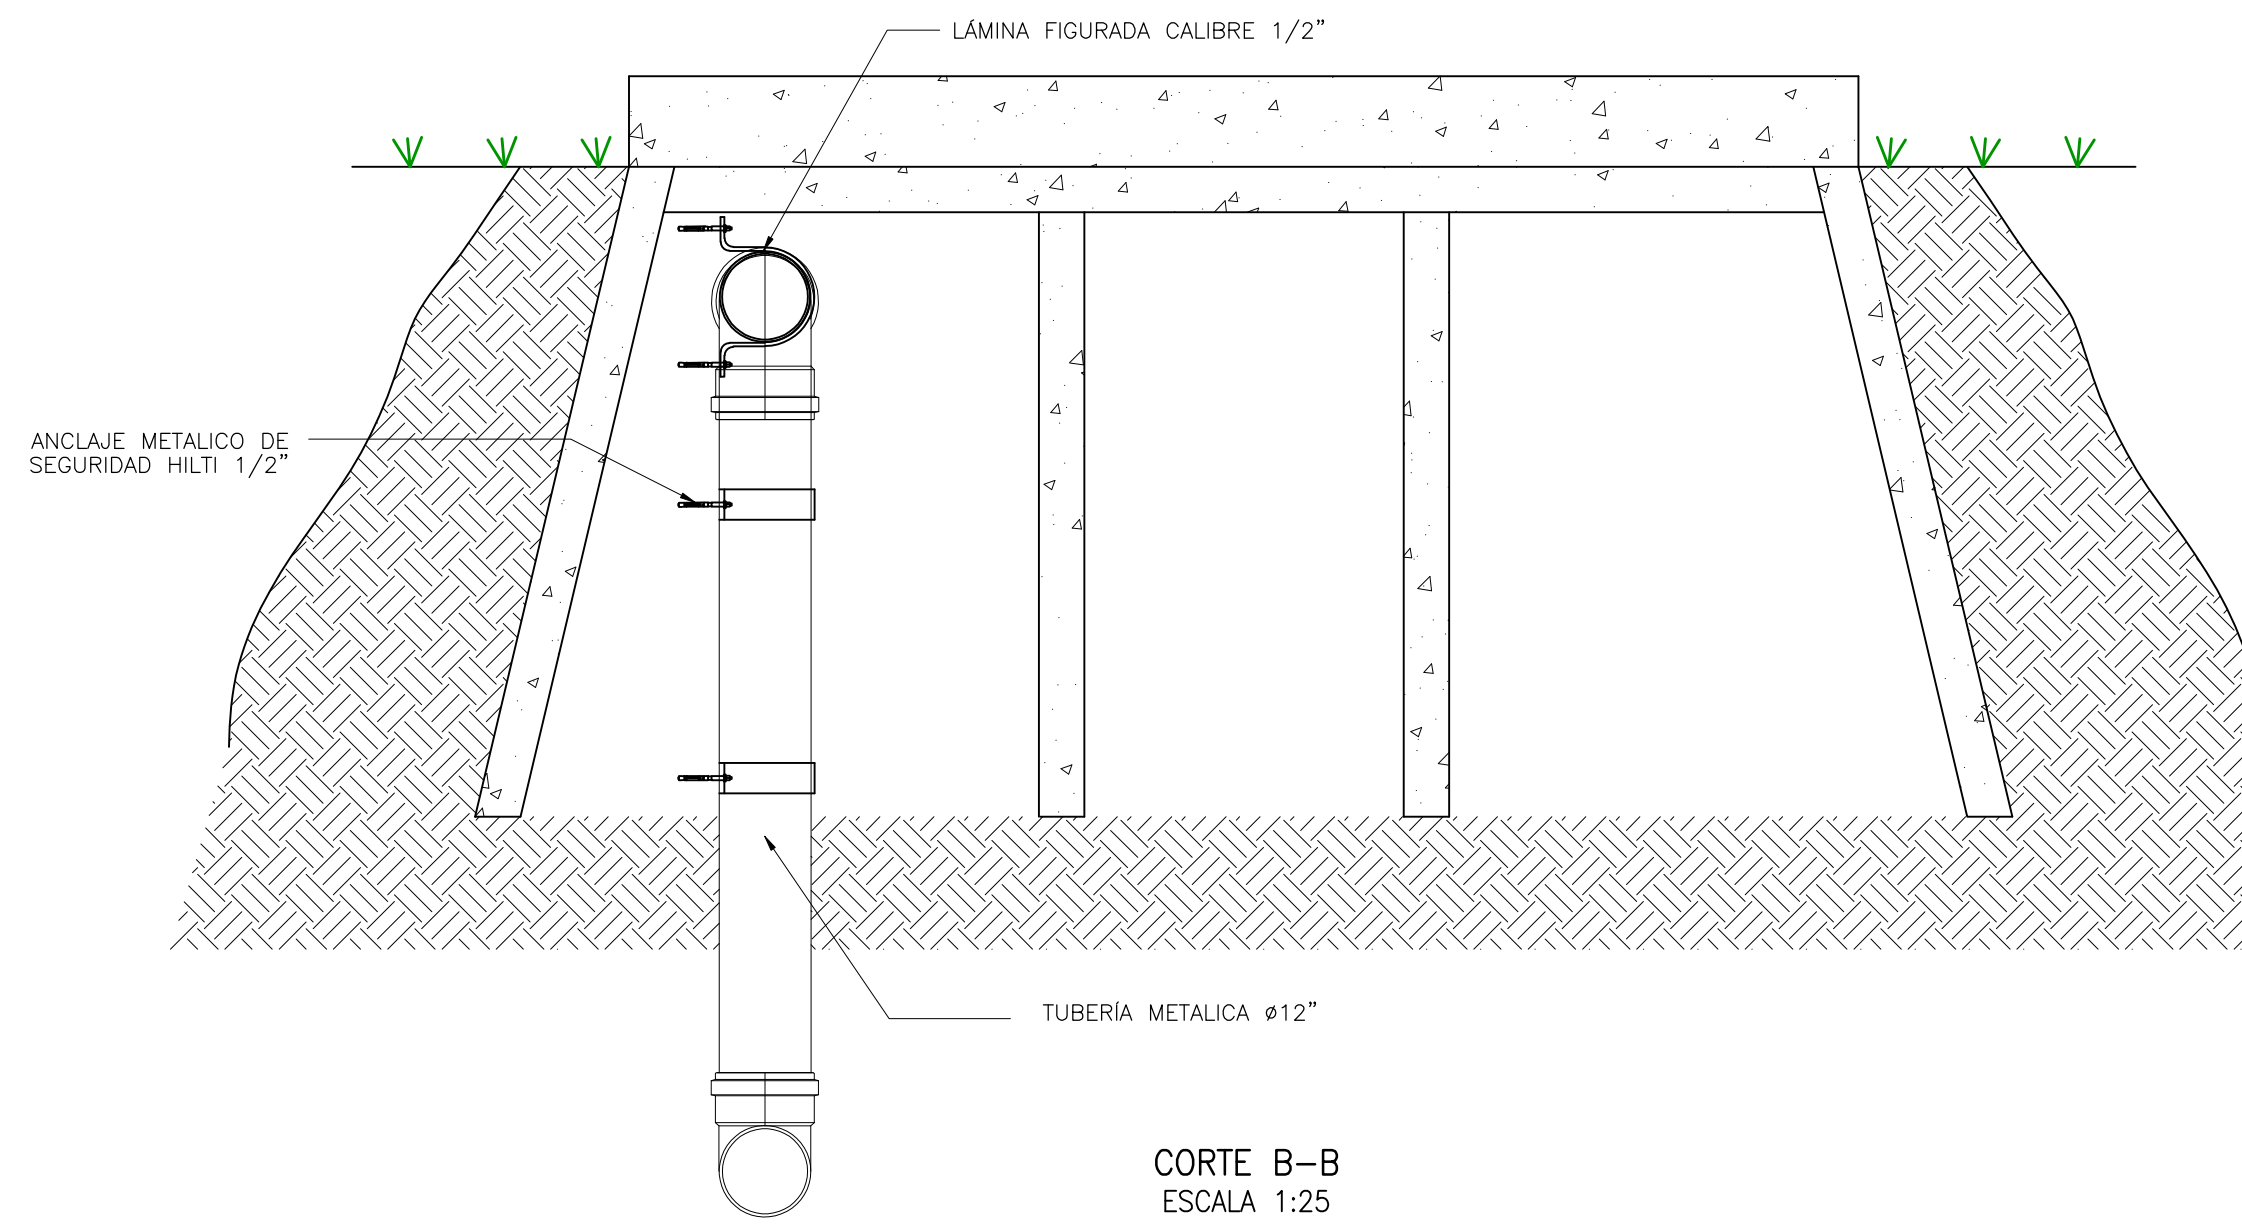 LÁMINA FIGURADA CALIBRE 1/2”
ANCLAJE METALICO DE
SEGURIDAD HILTI 1/2”
TUBERÍA METALICA ø12”
CORTE B–B
ESCALA 1:25